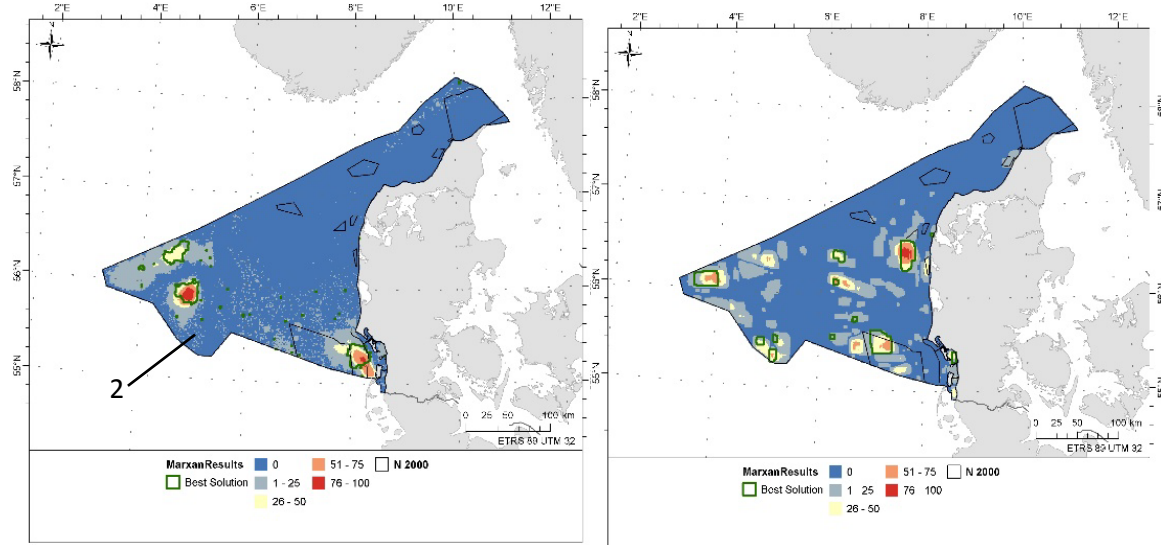 2°E 4°E 6°E 8°E 10°E 12°E
58°N
57°N
56°N
55°N
2
0 25 50 100 km
ETRS 89 UTM 32
MarxanResults 0 51 - 75 N 2000
Best Solution 1 - 25 76 - 100
26 - 50
2°E 4°E 6°E 8°E 10°E 12°E
58°N
57°N
55°N
0 25 50 100 km
ETRS 89 UTM 32
MarxanResults 0 51 - 75 N 2000
Best Solution 1 25 76 100
26 - 50